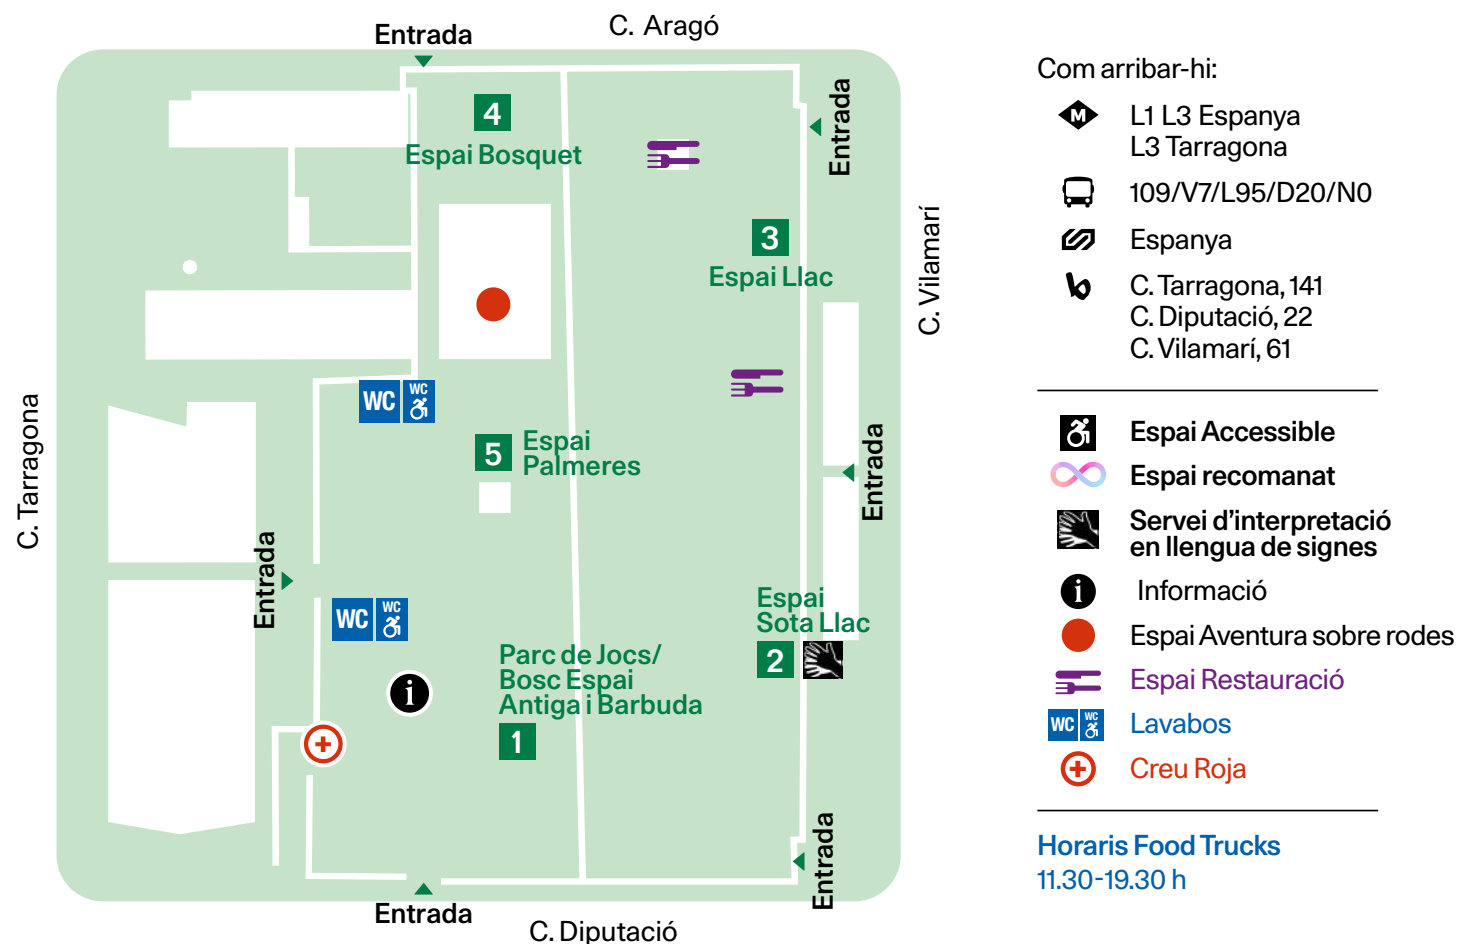 C. Aragó
Entrada
4
Espai Bosquet
Entrada
3
Espai Llac
C. Vilamarí
WC
WC
5
Espai
Palmeres
Entrada
C. Tarragona
Entrada
WC
WC
Espai
Sota Llac
2
i
Parc de Jocs/
Bosc Espai
Antiga i Barbuda
1
Entrada
Entrada
C. Diputació
Com arribar-hi:
M
L1 L3 Espanya
L3 Tarragona
109/V7/L95/D20/N0
Espanya
C. Tarragona, 141
C. Diputació, 22
C. Vilamarí, 61
Espai Accessible
Espai recomanat
Servei d’interpretació
en llengua de signes
i Informació
Espai Aventura sobre rodes
Espai Restauració
WC WC Lavabos
Creu Roja
Horaris Food Trucks
11.30-19.30 h